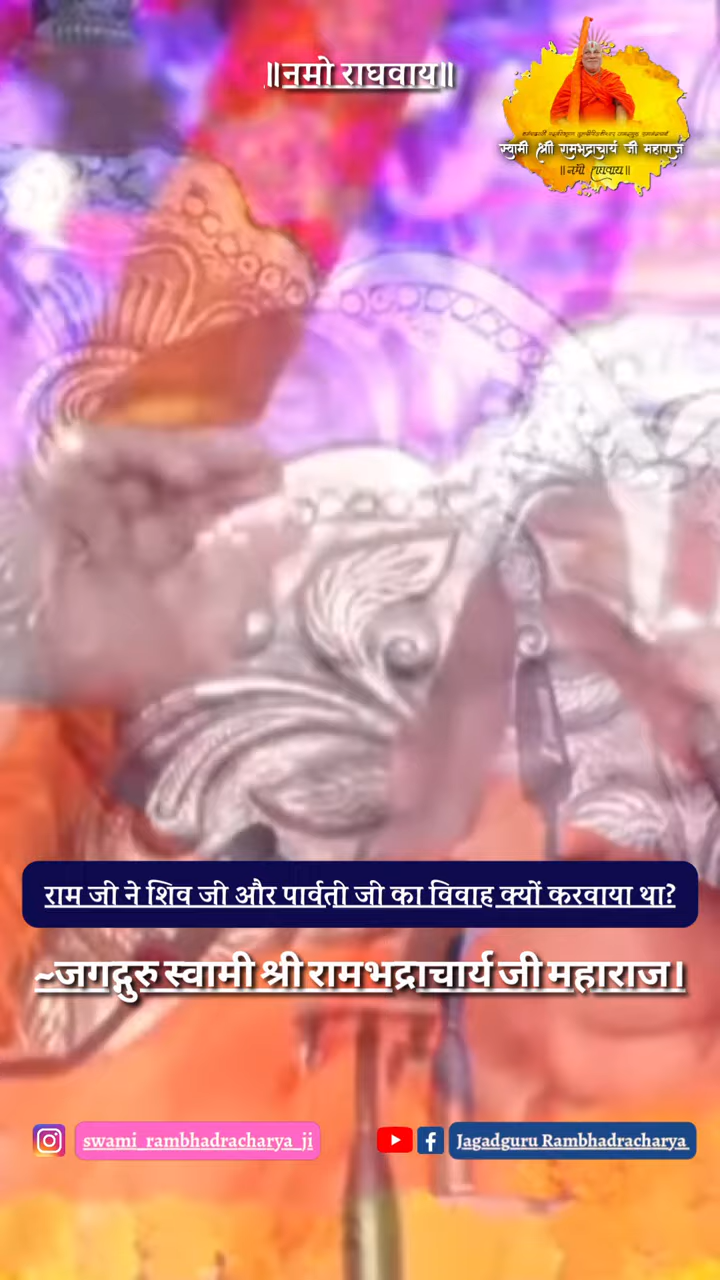 ॥नमो राघवाय॥
स्वामी श्री रामभद्राचार्य जी महाराज
॥नमो राघवाय॥
राम जी ने शिव जी और पार्वती जी का विवाह क्यों करवाया था?
~जगद्गुरु स्वामी श्री रामभद्राचार्य जी महाराज।
swami_rambhadracharya_ji
Jagadguru Rambhadracharya